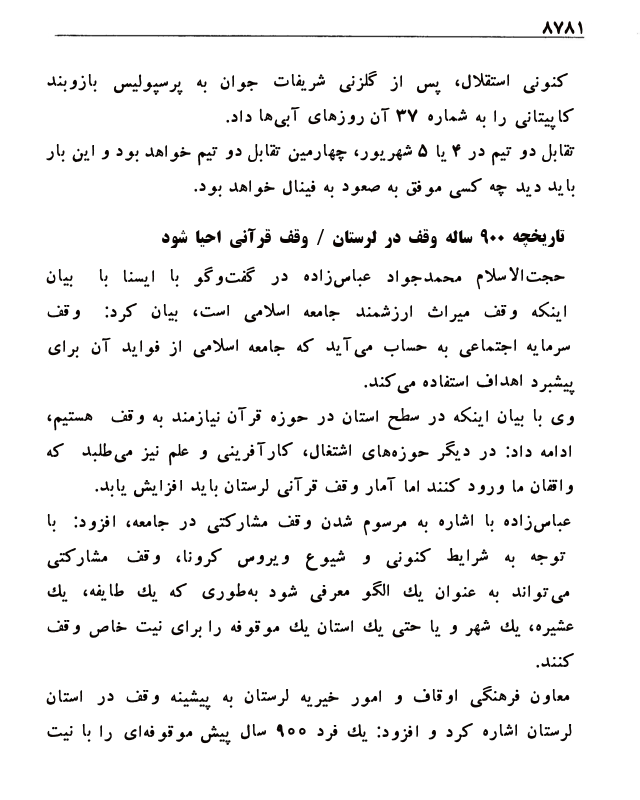 ۸۷۸۱
کنونی استقلال، پس از گلزنی شریفات جوان به پرسپولیس بازوبند
کاپیتانی را به شماره ۳۷ آن روزهای آبی‌ها داد.
تقابل دو تیم در ۴ یا ۵ شهریور، چهارمین تقابل دو تیم خواهد بود و این بار
باید دید چه کسی موفق به صعود به فینال خواهد بود.
تاریخچه ۹۰۰ ساله وقف در لرستان / وقف قرآنی احیا شود
حجت‌الاسلام محمدجواد عباس‌زاده در گفت‌وگو با ایسنا با بیان
اینکه وقف میراث ارزشمند جامعه اسلامی است، بیان کرد: وقف
سرمایه اجتماعی به حساب می‌آید که جامعه اسلامی از فواید آن برای
پیشبرد اهداف استفاده می‌کند.
وی با بیان اینکه در سطح استان در حوزه قرآن نیازمند به وقف هستیم،
ادامه داد: در دیگر حوزه‌های اشتغال، کارآفرینی و علم نیز می‌طلبد که
واقفان ما ورود کنند اما آمار وقف قرآنی لرستان باید افزایش یابد.
عباس‌زاده با اشاره به مرسوم شدن وقف مشارکتی در جامعه، افزود: با
توجه به شرایط کنونی و شیوع ویروس کرونا، وقف مشارکتی
می‌تواند به عنوان یك الگو معرفی شود به‌طوری که یك طایفه، یك
عشیره، یك شهر و یا حتی یك استان یك موقوفه را برای نیت خاص وقف
کنند.
معاون فرهنگی اوقاف و امور خیریه لرستان به پیشینه وقف در استان
لرستان اشاره کرد و افزود: یك فرد ۹۰۰ سال پیش موقوفه‌ای را با نیت